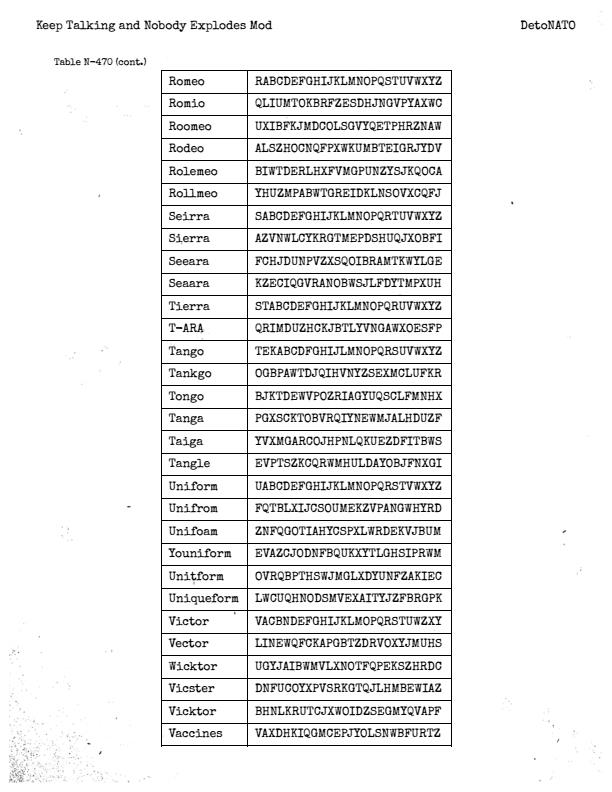 Keep Talking and Nobody Explodes Mod DetoNATO
Table N-470 (cont.)
Romeo RABCDEFGHIJKLMNOPQSTUVWXYZ
Romio QLIUMTOKBRFZESDHJNGVPYAXWC
Roomeo UXIBFKJMDCOLSGVYQETPHRZNAW
Rodeo ALSZHOCNQFPXWKUMBTEIGRJYDV
Rolemeo BIWTDERLHXFVMGPUNZYSJKQOCA
Rollmeo YHUZMPABWTGREIDKLNSOVXCQFJ
Seirra SABCDEFGHIJKLMNOPQRTUVWXYZ
Sierra AZVNWLCYKRGTMEPDSHUQJXOBFI
Seeara FCHJDUNPVZXSQOIBRAMTKWYLGE
Seaara KZECIQGVRANOBWSJLFDYTMPXUH
Tierra STABCDEFGHIJKLMNOPQRUVWXYZ
T-ARA QRIMDUZHCKJBTLYVNGAWXOESFP
Tango TEKABCDFGHIJLMNOPQRSUVWXYZ
Tankgo OGBPAWTDJQIHVNYZSEXMCLUFKR
Tongo BJKTDEWVPOZRIAGYUQSCLFMNHX
Tanga PGXSCKTOBVRQIYNEWMJALHDUZF
Taiga YVXMGARCOJHPNLQKUEZDFITBWS
Tangle EVPTSZKCQRWMHULDAYOBJFNXGI
Uniform UABCDEFGHIJKLMNOPQRSTVWXYZ
Unifrom FQTBLXIJCSOUMEKZVPANGWHYRD
Unifoam ZNFQGOTIAHYCSPXLWRDEKVJBUM
Youniform EVAZCJODNFBQUKXYTLGHSIPRWM
Unitform OVRQBPTHSWJMGLXDYUNFZAKIEC
Uniqueform LWCUQHNODSMVEXAITYJZFBRGPK
Victor VACBNDEFGHIJKLMOPQRSTUWZXY
Vector LINEWQFCKAPGBTZDRVOXYJMUHS
Wicktor UGYJAIBWMVLXNOTFQPEKSZHRDC
Vicster DNFUCOYXPVSRKGTQJLHMBEWIAZ
Vicktor BHNLKRUTCJXWOIDZSEGMYQVAPF
Vaccines VAXDHKIQGMCEPJYOLSNWBFURTZ